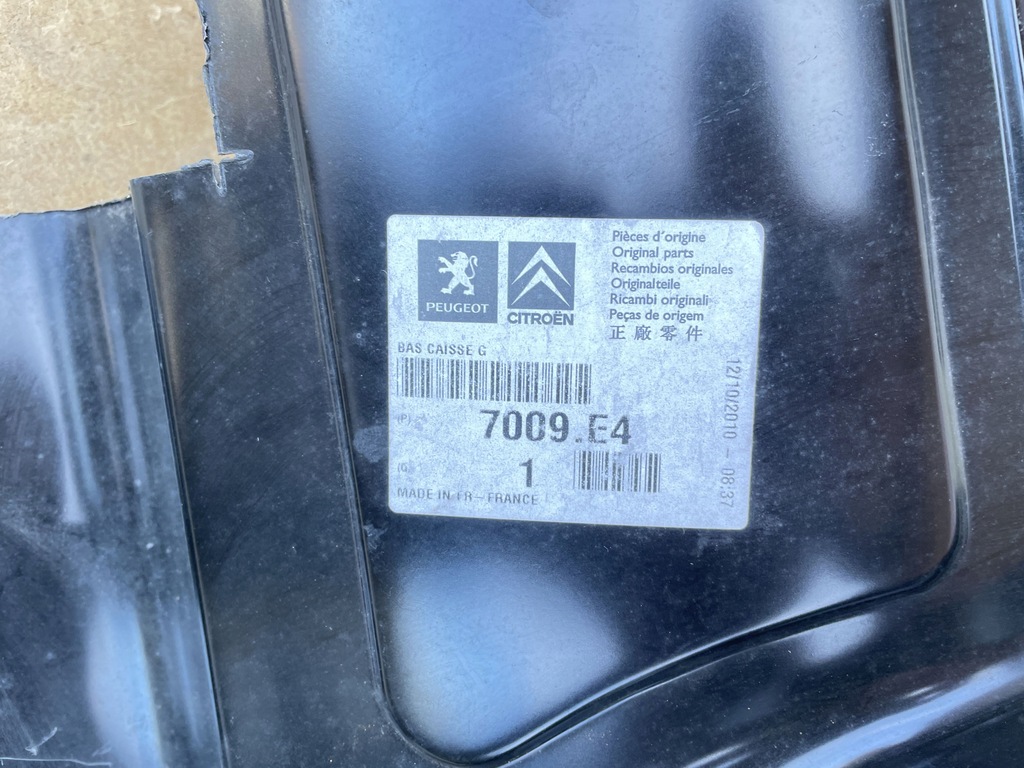 PEUGEOT
CITROËN
Pièces d'origine
Original parts
Recambios originales
Originalteile
Ricambi originali
Peças de origem
正廠零件
BAS CAISSE G
(P)
7009.E4
1
MADE IN FR-FRANCE
12/10/2010 - 08:37